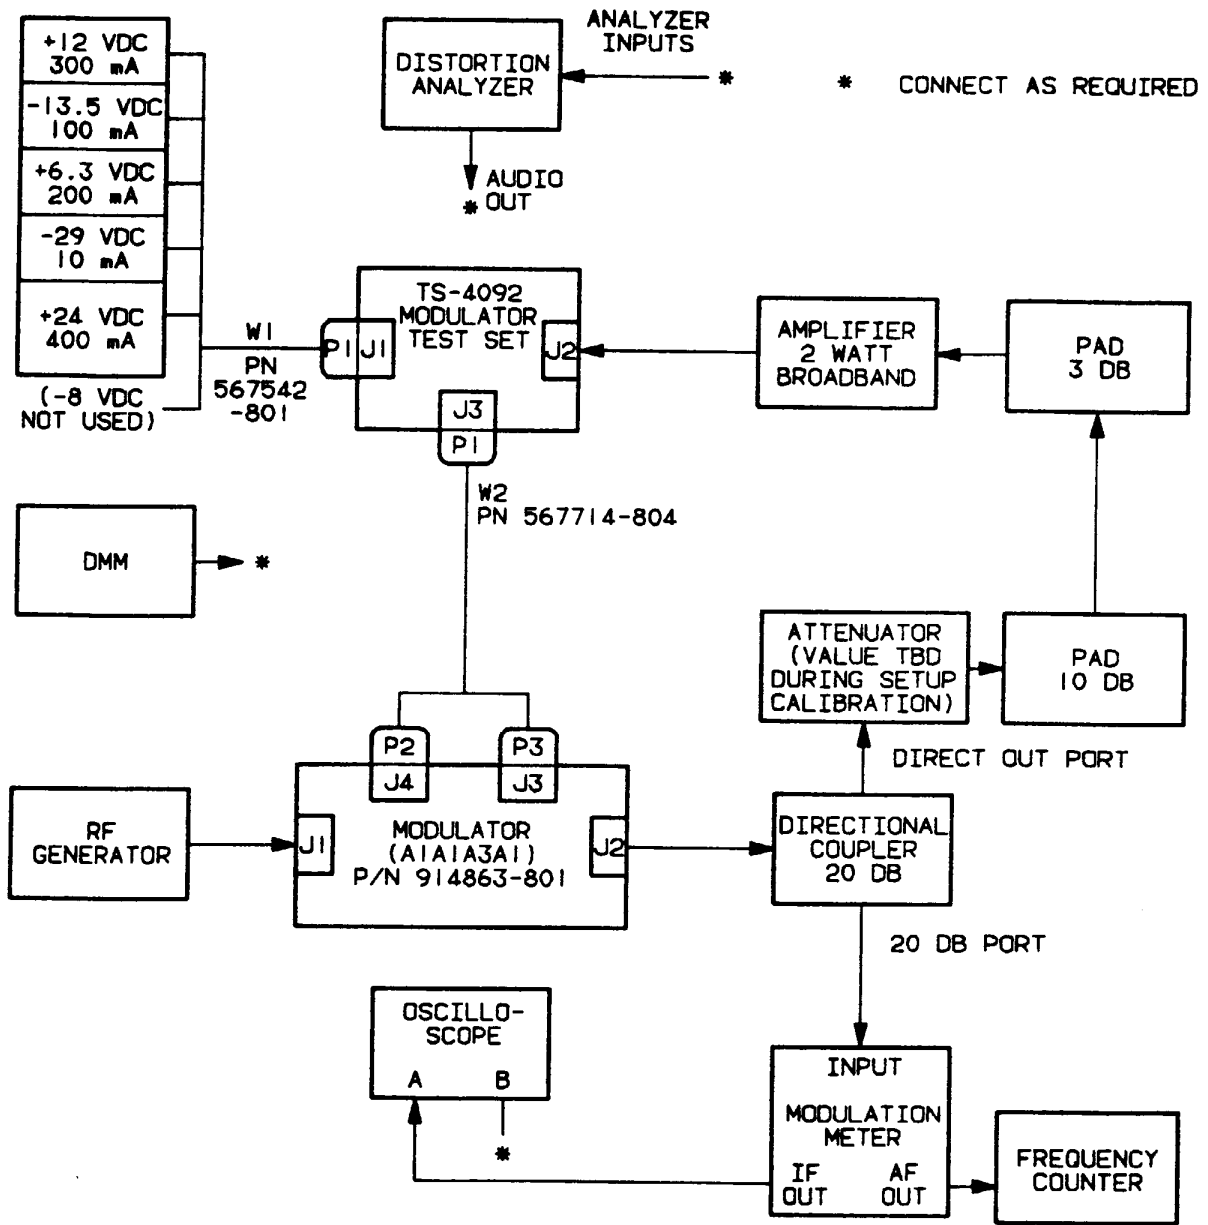 +12 VDC
300 mA
-13.5 VDC
100 mA
+6.3 VDC
200 mA
-29 VDC
10 mA
+24 VDC
400 mA
(-8 VDC
NOT USED)
DISTORTION
ANALYZER
ANALYZER
INPUTS
*
* CONNECT AS REQUIRED
AUDIO
* OUT
W1
PN
567542
-801
P1 J1
TS-4092
MODULATOR
TEST SET
J2
J3
P1
AMPLIFIER
2 WATT
BROADBAND
PAD
3 DB
W2
PN 567714-804
DMM
*
ATTENUATOR
(VALUE TBD
DURING SETUP
CALIBRATION)
PAD
10 DB
DIRECT OUT PORT
P2
J4
P3
J3
RF
GENERATOR
J1
MODULATOR
(A1A1A3A1)
P/N 914863-801
J2
DIRECTIONAL
COUPLER
20 DB
20 DB PORT
OSCILLO-
SCOPE
A B
*
INPUT
MODULATION
METER
IF
OUT
AF
OUT
FREQUENCY
COUNTER